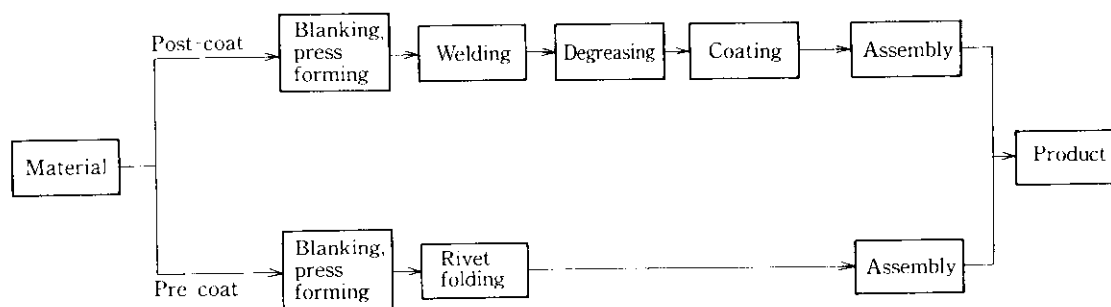 Post-coat
Blanking,
press
forming
Welding
Degreasing
Coating
Assembly
Material
Product
Pre coat
Blanking,
press
forming
Rivet
folding
Assembly